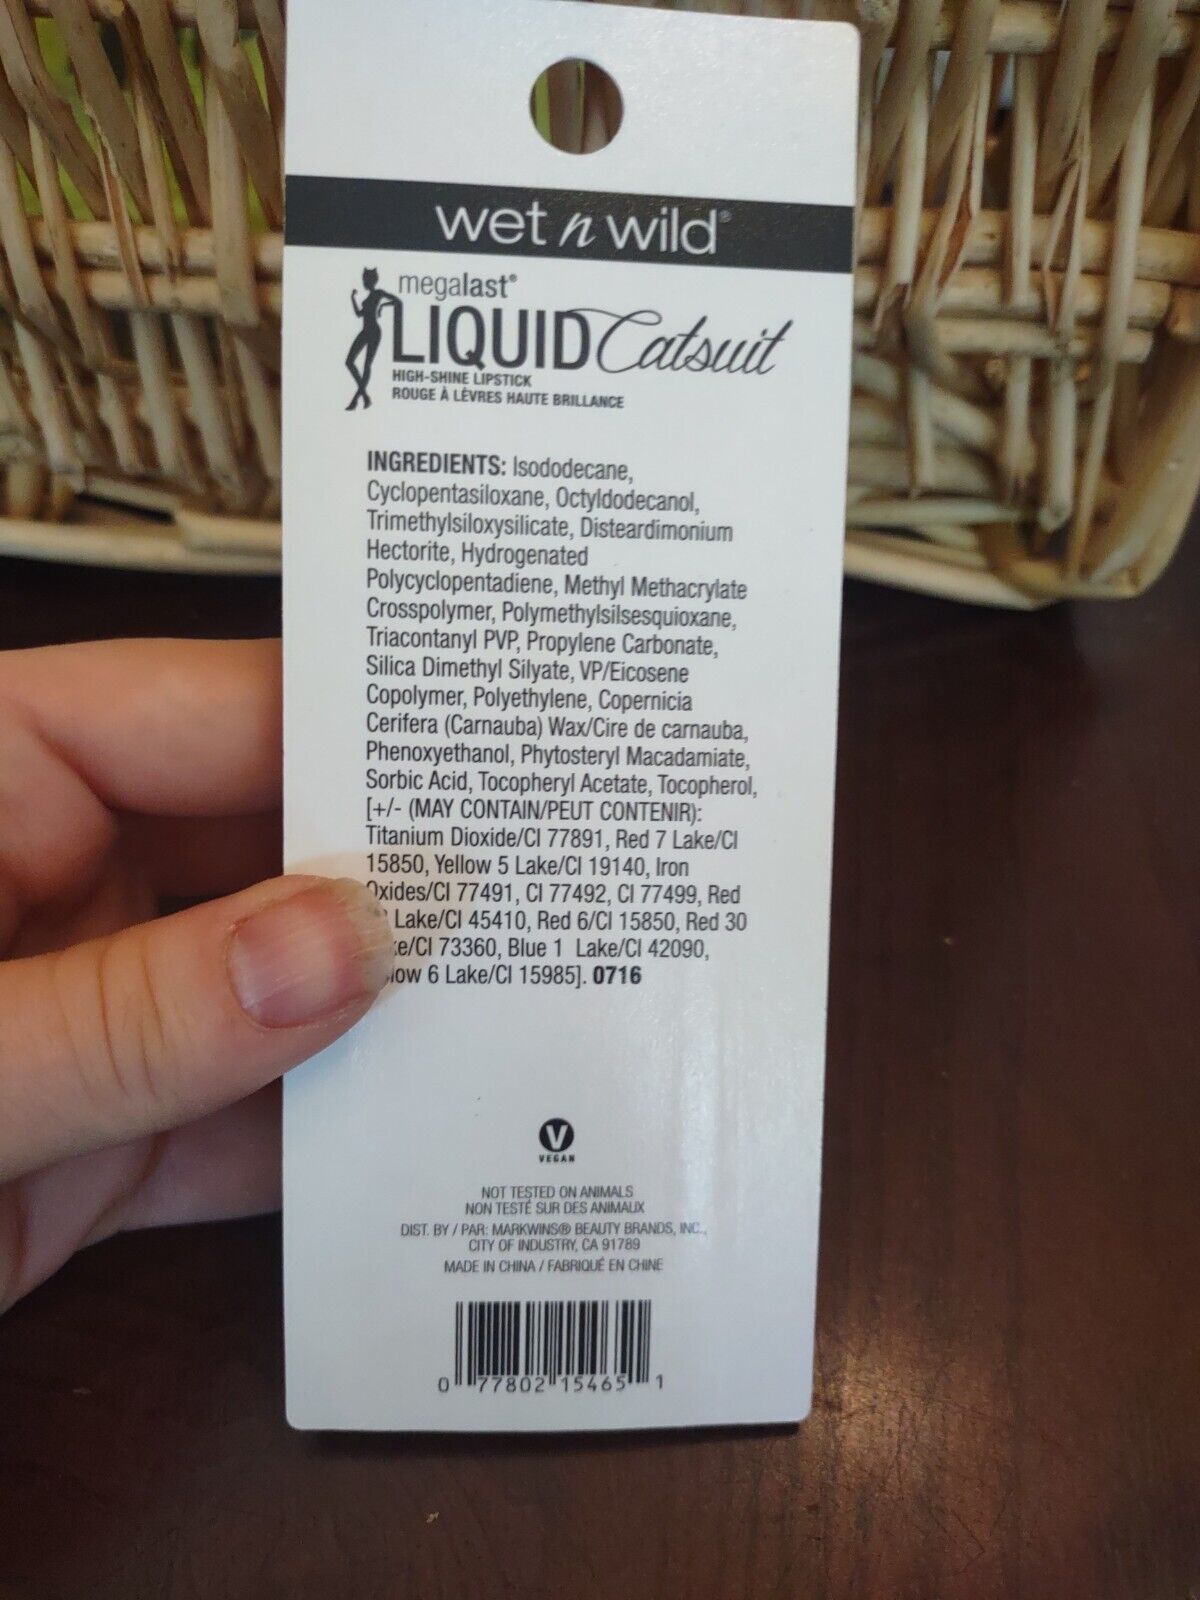 wet n wild®
megalast®
LIQUID Catsuit
HIGH-SHINE LIPSTICK
ROUGE À LÈVRES HAUTE BRILLANCE
INGREDIENTS: Isododecane,
Cyclopentasiloxane, Octyldodecanol,
Trimethylsiloxysilicate, Disteardimonium
Hectorite, Hydrogenated
Polycyclopentadiene, Methyl Methacrylate
Crosspolymer, Polymethylsilsesquioxane,
Triacontanyl PVP, Propylene Carbonate,
Silica Dimethyl Silyate, VP/Eicosene
Copolymer, Polyethylene, Copernicia
Cerifera (Carnauba) Wax/Cire de carnauba,
Phenoxyethanol, Phytosteryl Macadamiate,
Sorbic Acid, Tocopheryl Acetate, Tocopherol,
[+/- (MAY CONTAIN/PEUT CONTENIR):
Titanium Dioxide/CI 77891, Red 7 Lake/CI
15850, Yellow 5 Lake/CI 19140, Iron
Oxides/CI 77491, CI 77492, CI 77499, Red
Lake/CI 45410, Red 6/CI 15850, Red 30
73360, Blue 1 Lake/CI 42090,
6 Lake/CI 15985]. 0716
V
VEGAN
NOT TESTED ON ANIMALS
NON TESTÉ SUR DES ANIMAUX
DIST. BY / PAR: MARKWINS® BEAUTY BRANDS, INC.,
CITY OF INDUSTRY, CA 91789
MADE IN CHINA / FABRIQUÉ EN CHINE
0 77802 15465 1